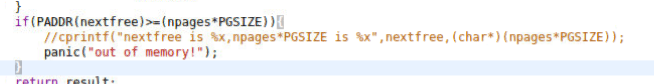 }
if(PADDR(nextfree)>=(npages*PGSIZE)){
//cprintf("nextfree is %x,npages*PGSIZE is %x",nextfree,(char*)(npages*PGSIZE));
panic("out of memory!");
}
return result;